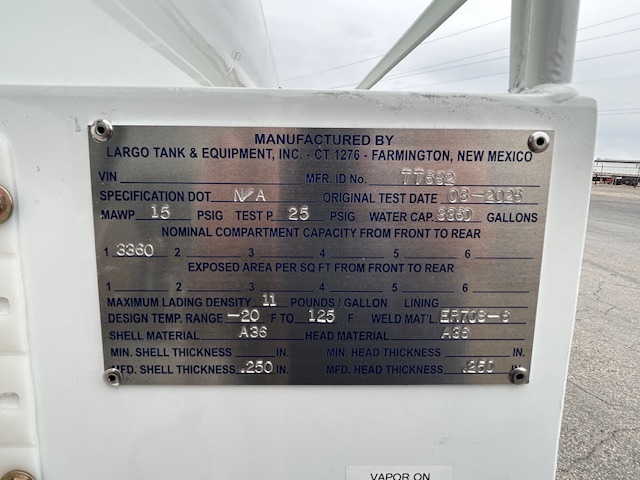 MANUFACTURED BY
LARGO TANK & EQUIPMENT, INC. - CT 1276 - FARMINGTON, NEW MEXICO
VIN MFR. ID No. TT682
SPECIFICATION DOT N/A ORIGINAL TEST DATE 03-2025
MAWP 15 PSIG TEST P. 25 PSIG WATER CAP. 3360 GALLONS
NOMINAL COMPARTMENT CAPACITY FROM FRONT TO REAR
1 3360 2 3 4 5 6
EXPOSED AREA PER SQ FT FROM FRONT TO REAR
1 2 3 4 5 6
MAXIMUM LADING DENSITY 11 POUNDS / GALLON LINING
DESIGN TEMP. RANGE -20 F TO 125 F WELD MAT'L ER70S-6
SHELL MATERIAL A36 HEAD MATERIAL A36
MIN. SHELL THICKNESS IN. MIN. HEAD THICKNESS IN.
MFD. SHELL THICKNESS .250 IN. MFD. HEAD THICKNESS .250 IN.
VAPOR ON